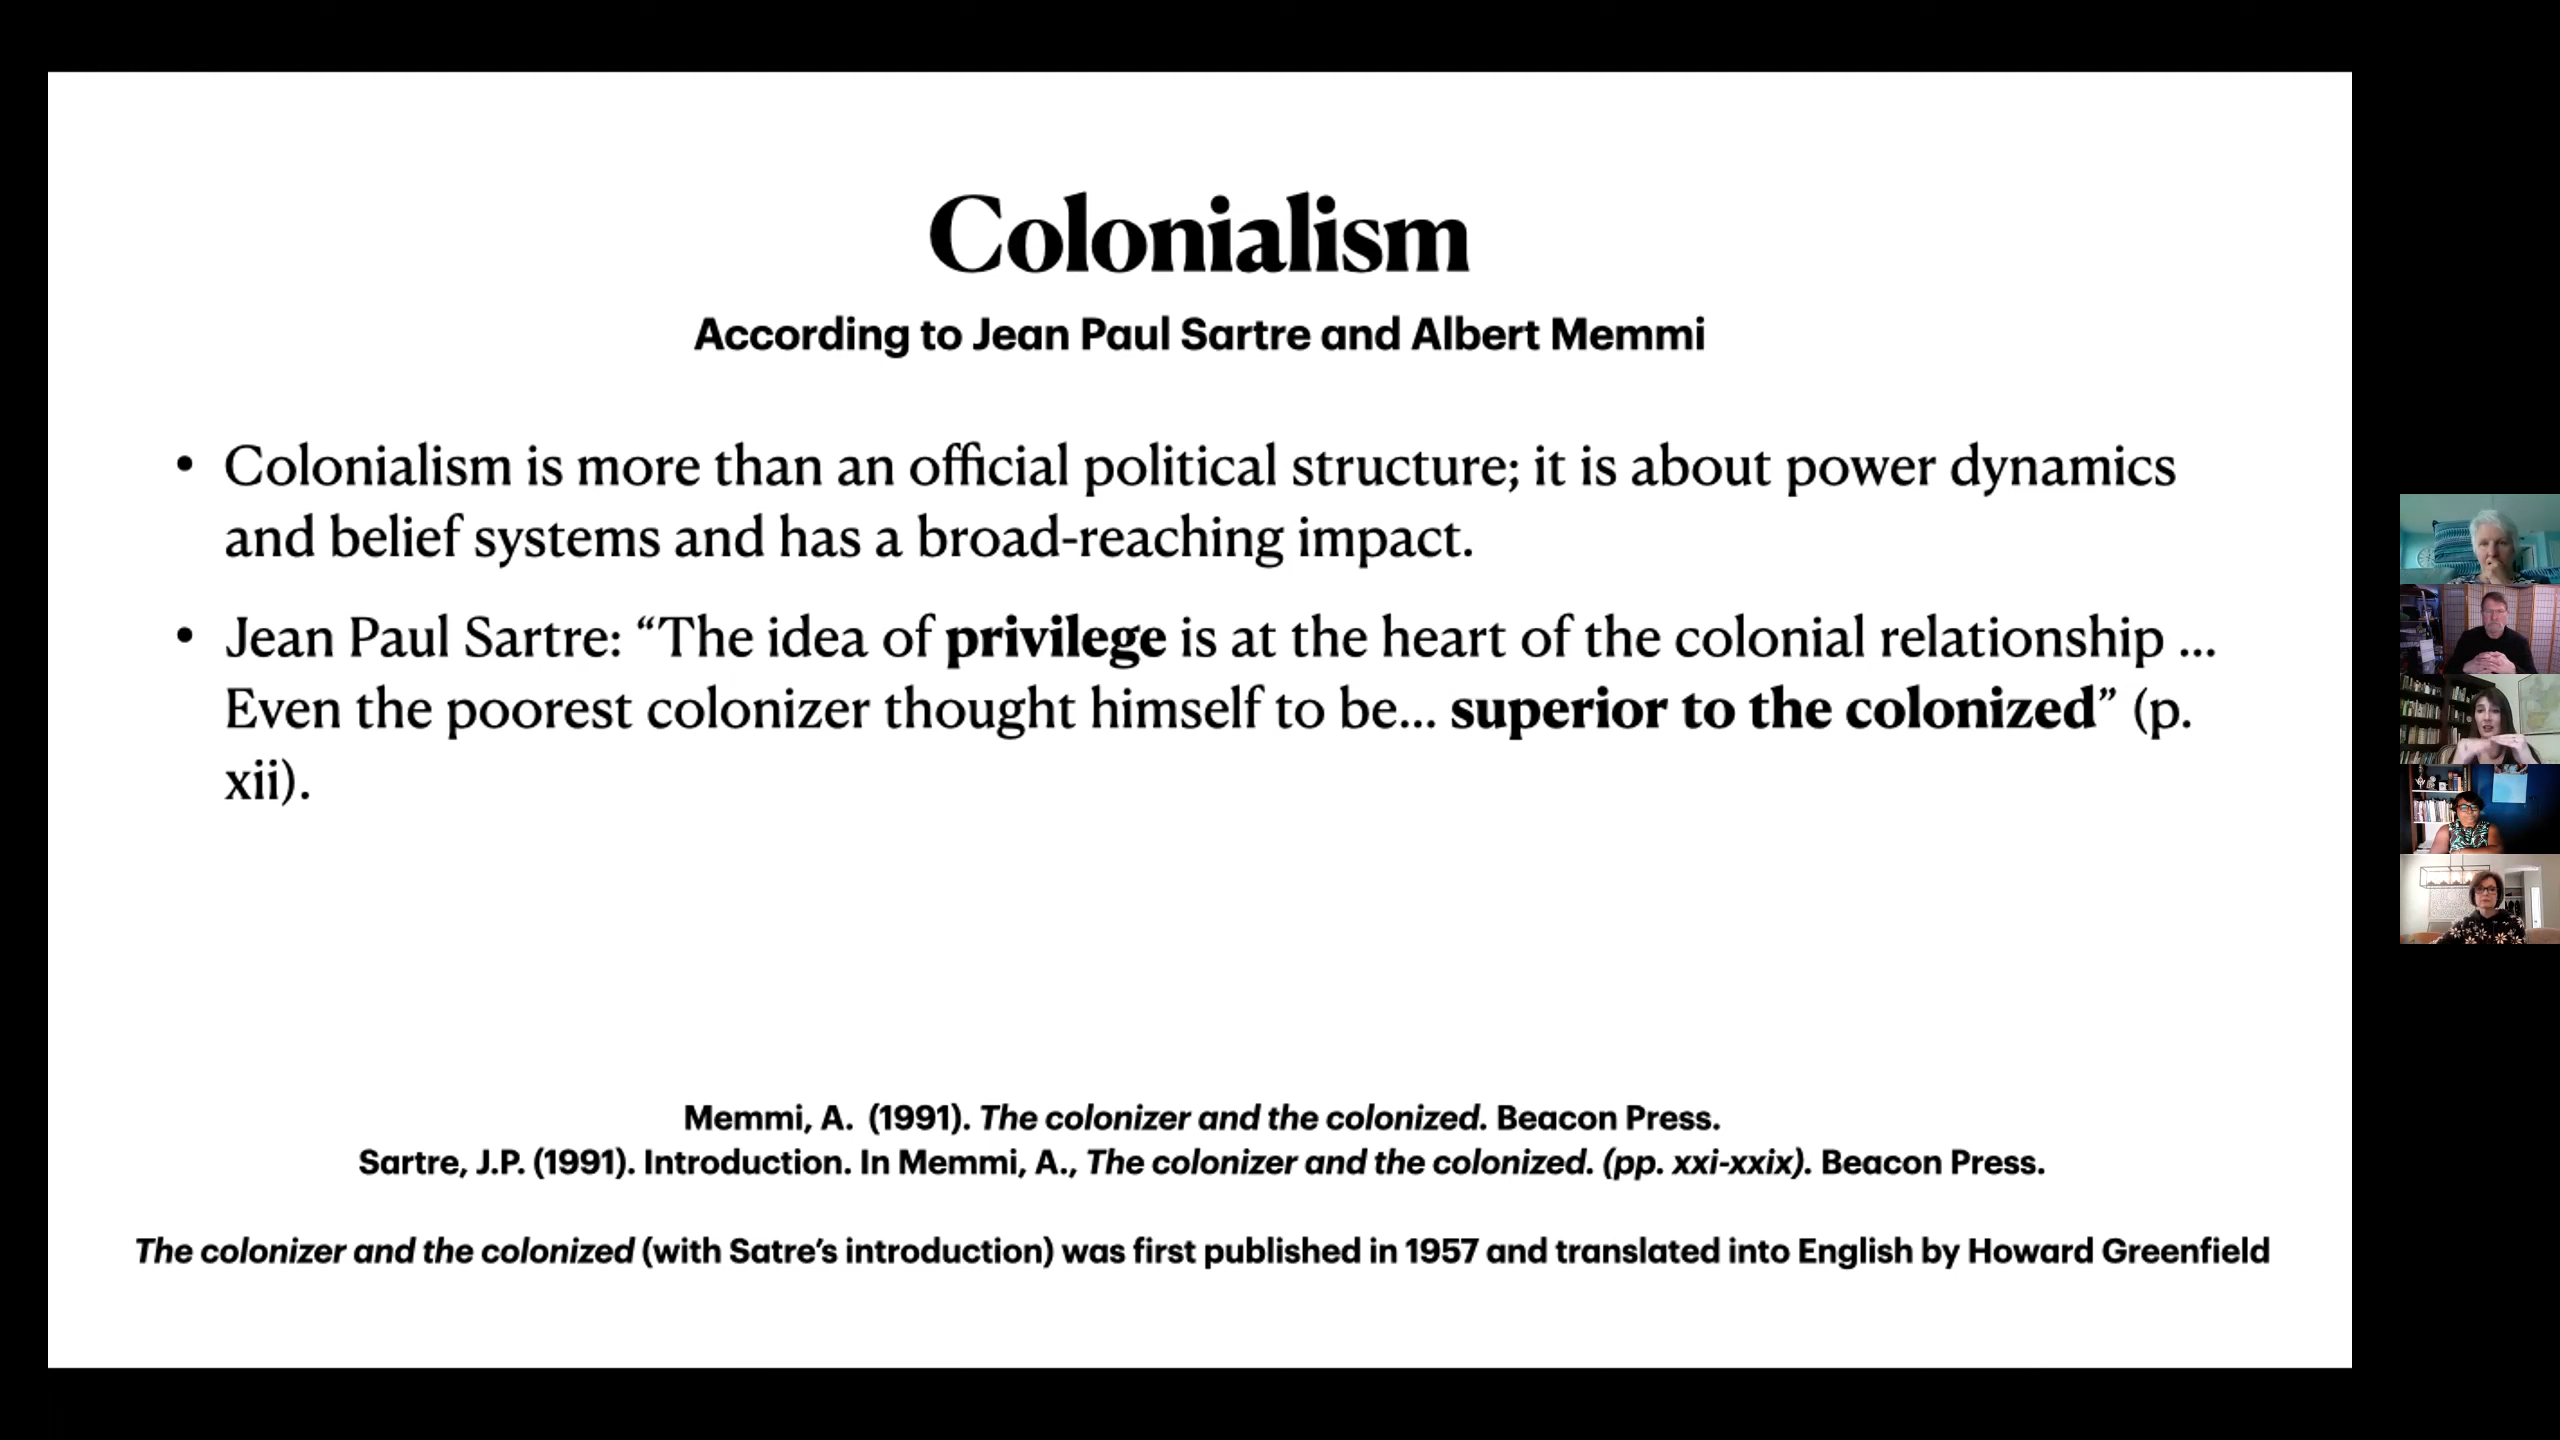 Colonialism
According to Jean Paul Sartre and Albert Memmi
• Colonialism is more than an official political structure; it is about power dynamics
and belief systems and has a broad-reaching impact.
• Jean Paul Sartre: “The idea of privilege is at the heart of the colonial relationship ...
Even the poorest colonizer thought himself to be... superior to the colonized” (p.
xii).
Memmi, A. (1991). The colonizer and the colonized. Beacon Press.
Sartre, J.P. (1991). Introduction. In Memmi, A., The colonizer and the colonized. (pp. xxi-xxix). Beacon Press.
The colonizer and the colonized (with Satre’s introduction) was first published in 1957 and translated into English by Howard Greenfield